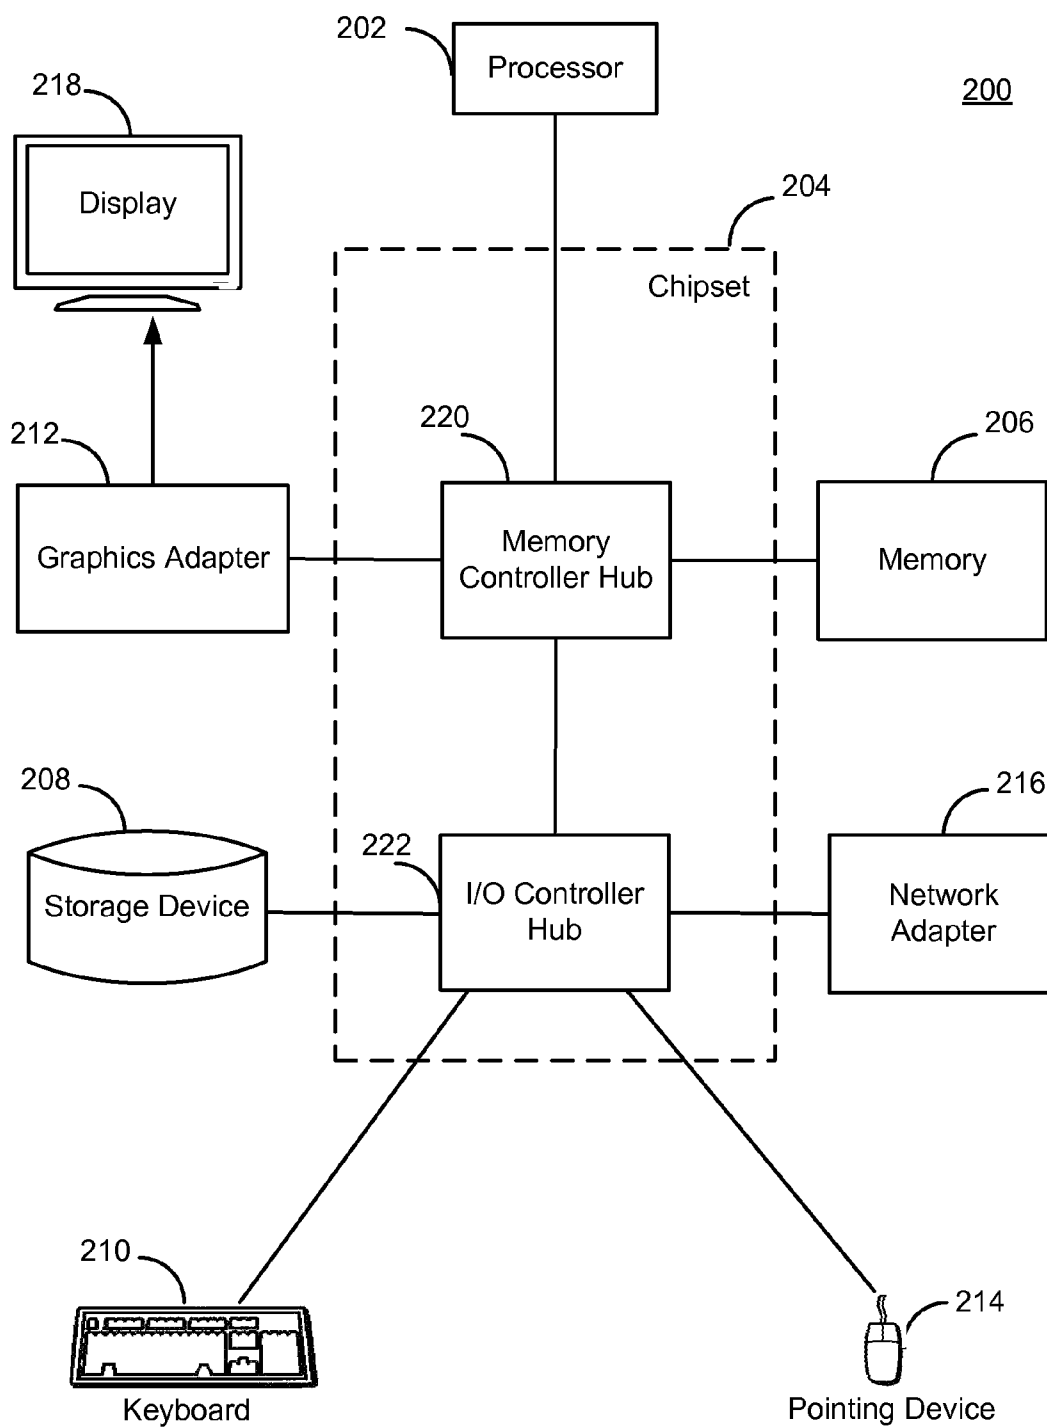 202
Processor
200
218
Display
204
Chipset
220
206
212
Graphics Adapter
Memory
Controller Hub
Memory
208
216
222
Storage Device
I/O Controller
Hub
Network
Adapter
210
214
Keyboard
Pointing Device